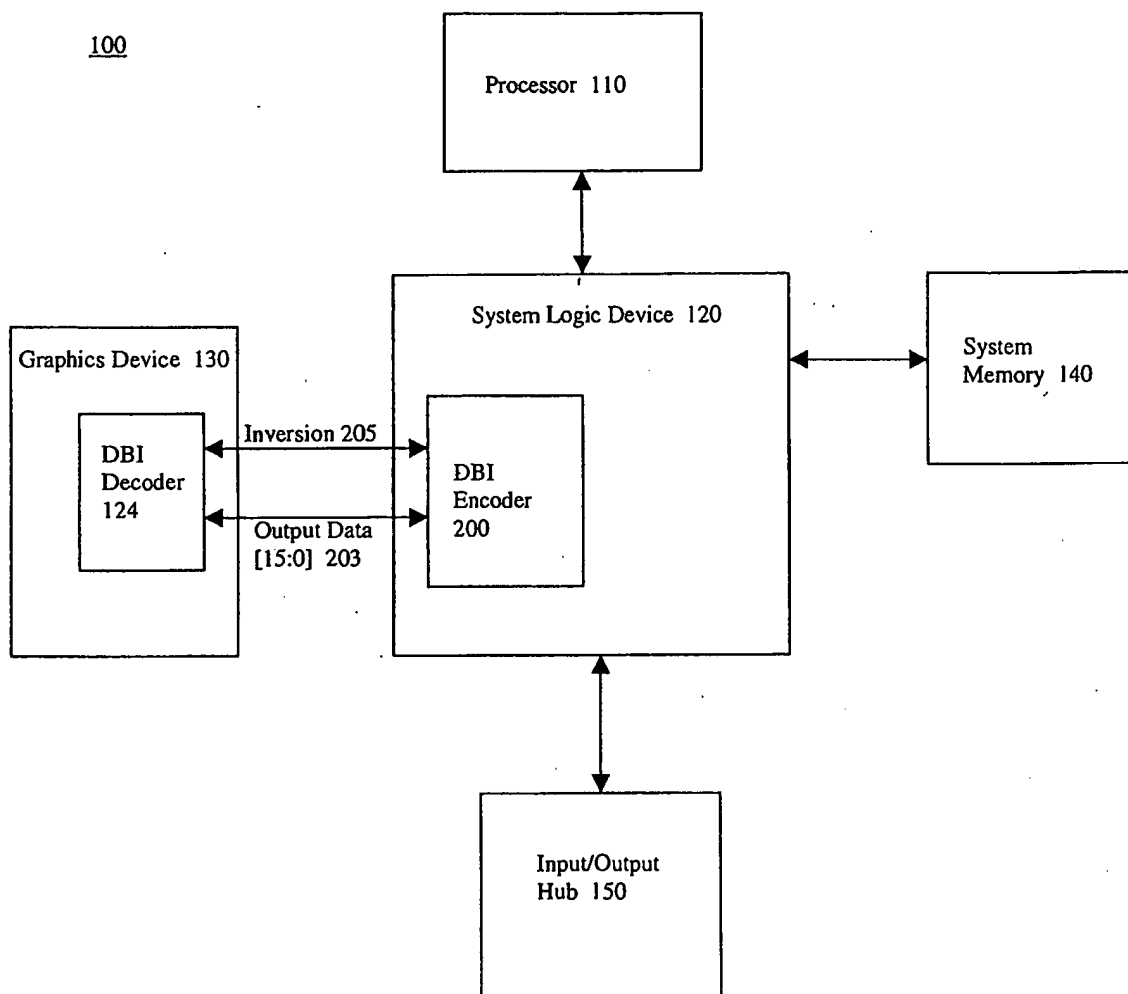 100
Processor 110
System Logic Device 120
Graphics Device 130
System
Memory 140
Inversion 205
DBI
Decoder
124
DBI
Encoder
200
Output Data
[15:0] 203
Input/Output
Hub 150